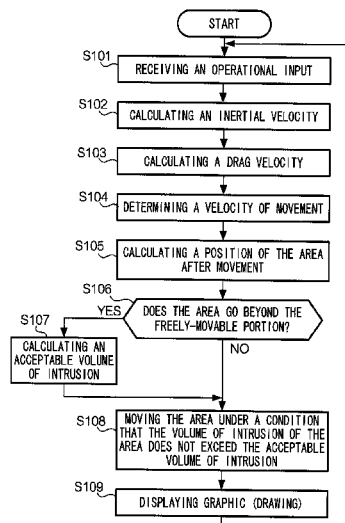 START
S101
RECEIVING AN OPERATIONAL INPUT
S102
CALCULATING AN INERTIAL VELOCITY
S103
CALCULATING A DRAG VELOCITY
S104
DETERMINING A VELOCITY OF MOVEMENT
S105
CALCULATING A POSITION OF THE AREA
AFTER MOVEMENT
S106
DOES THE AREA GO BEYOND THE
FREELY-MOVABLE PORTION?
YES
NO
S107
CALCULATING AN
ACCEPTABLE VOLUME
OF INTRUSION
S108
MOVING THE AREA UNDER A CONDITION
THAT THE VOLUME OF INTRUSION OF THE
AREA DOES NOT EXCEED THE ACCEPTABLE
VOLUME OF INTRUSION
S109
DISPLAYING GRAPHIC (DRAWING)